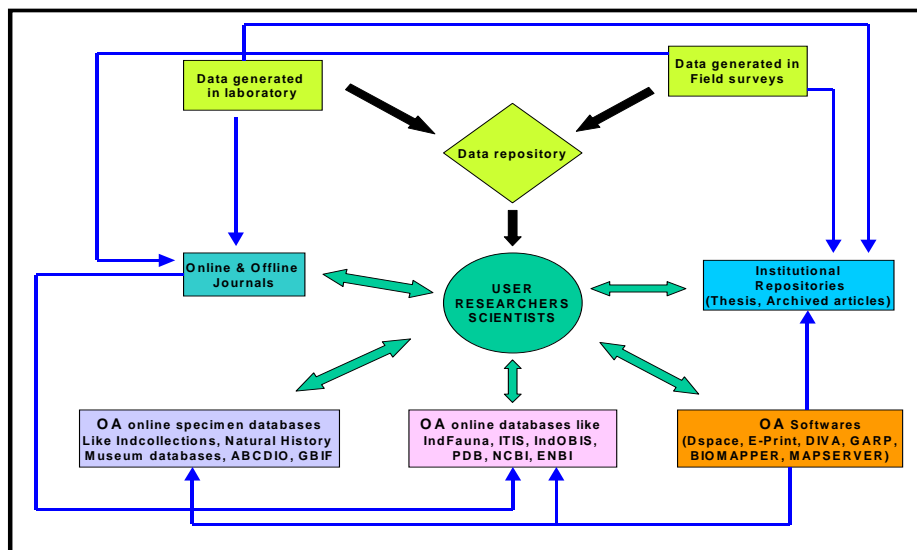 Data generated
in laboratory
Data generated in
Field surveys
Data repository
Online & Offline
Journals
USER
RESEARCHERS
SCIENTISTS
Institutional
Repositories
(Thesis, Archived articles)
OA online specimen databases
Like Indcollections, Natural History
Museum databases, ABCDIO, GBIF
OA online databases like
IndFauna, ITIS, IndOBIS,
PDB, NCBI, ENBI
OA Softwares
(Dspace, E-Print, DIVA, GARP,
BIOMAPPER, MAPSERVER)